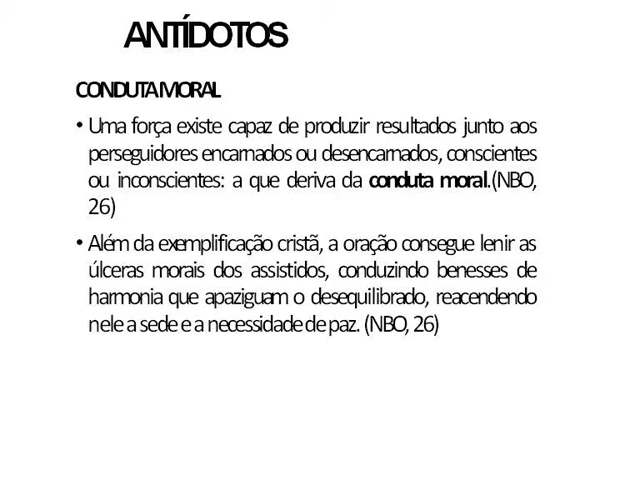 ANTÍDOTOS
CONDUTA MORAL
• Uma força existe capaz de produzir resultados junto aos
perseguidores encarnados ou desencarnados, conscientes
ou inconscientes: a que deriva da conduta moral.(NBO,
26)
• Além da exemplificação cristã, a oração consegue lenir as
úlceras morais dos assistidos, conduzindo benesses de
harmonia que apaziguam o desequilibrado, reacendendo
nele a sede e a necessidade de paz. (NBO, 26)